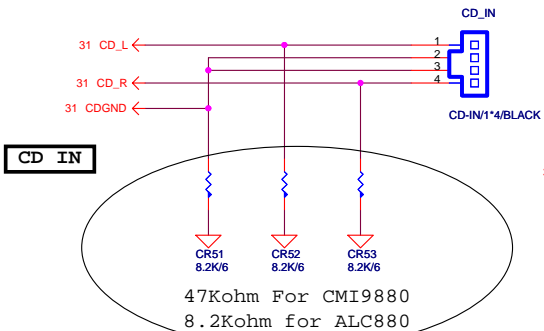 CD_IN
31 CD_L
1
2
3
31 CD_R
4
31 CDGND
CD-IN/1*4/BLACK
CD IN
CR51 CR52 CR53
8.2K/6 8.2K/6 8.2K/6
47Kohm For CMI9880
8.2Kohm for ALC880